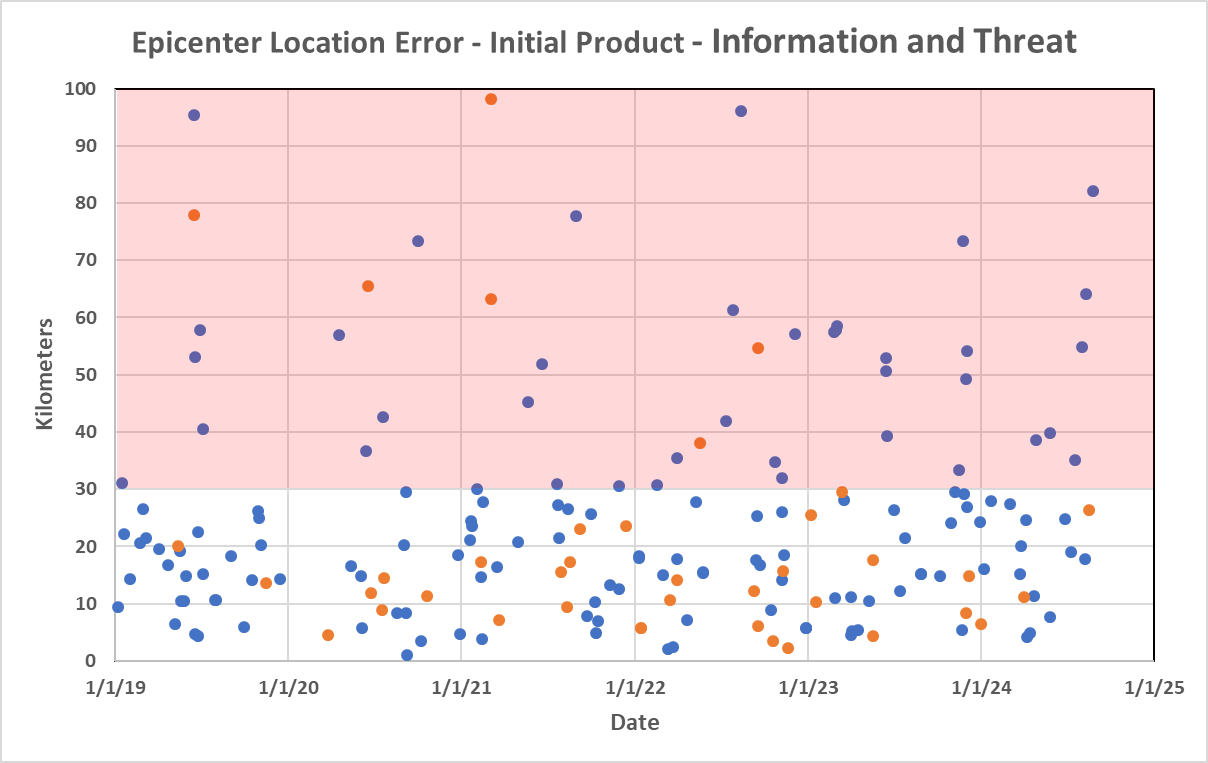 Epicenter Location Error - Initial Product - Information and Threat
100
90
80
70
60
50
40
30
20
10
0
Kilometers
1/1/19 1/1/20 1/1/21 1/1/22 1/1/23 1/1/24 1/1/25
Date